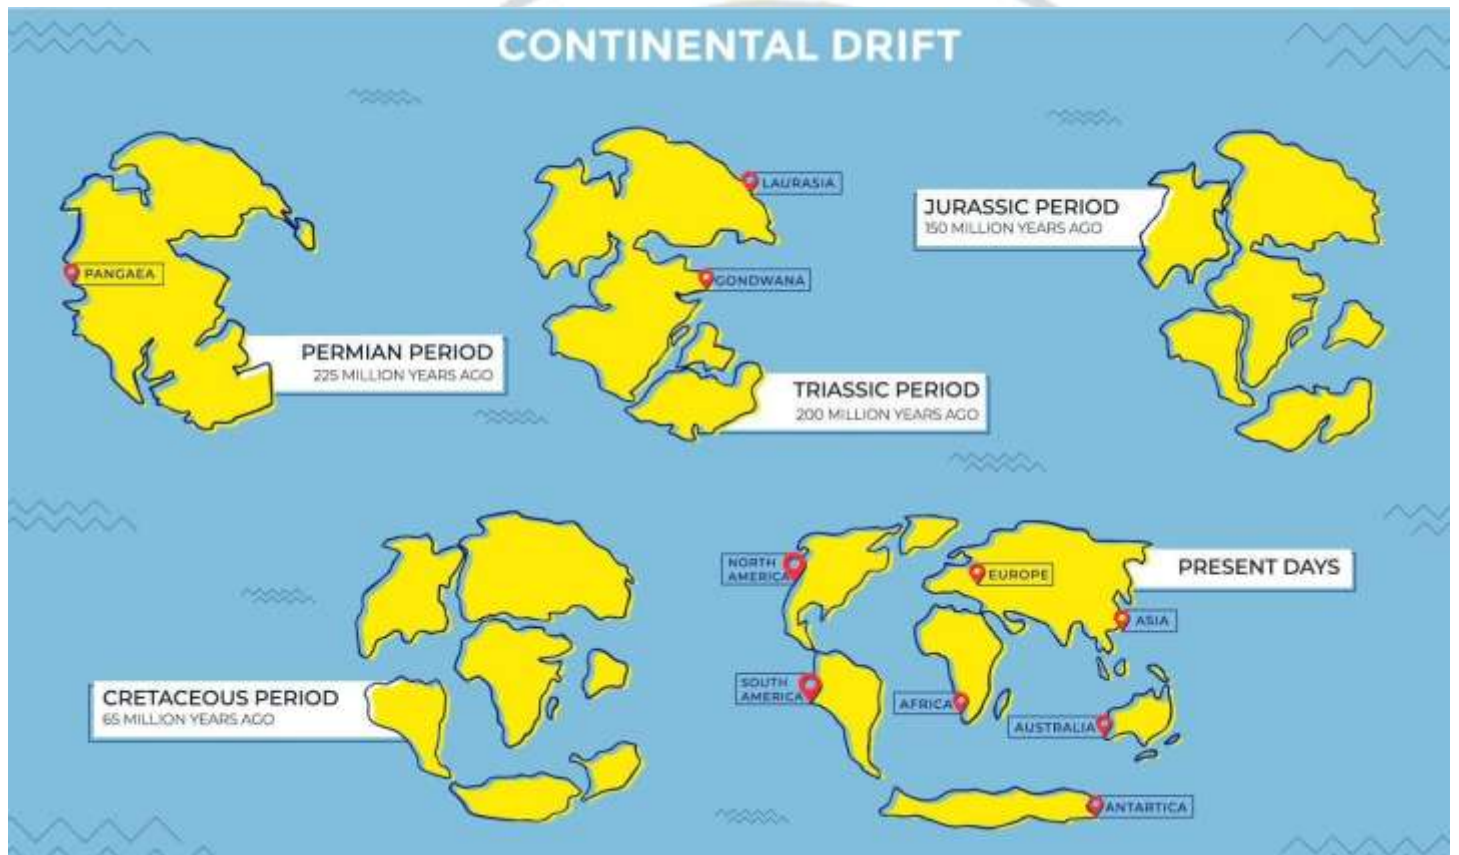 CONTINENTAL DRIFT
PANGAEA
PERMIAN PERIOD
225 MILLION YEARS AGO
LAURASIA
GONDWANA
TRIASSIC PERIOD
200 MILLION YEARS AGO
JURASSIC PERIOD
150 MILLION YEARS AGO
CRETACEOUS PERIOD
65 MILLION YEARS AGO
NORTH
AMERICA
EUROPE
PRESENT DAYS
ASIA
SOUTH
AMERICA
AFRICA
AUSTRALIA
ANTARTICA